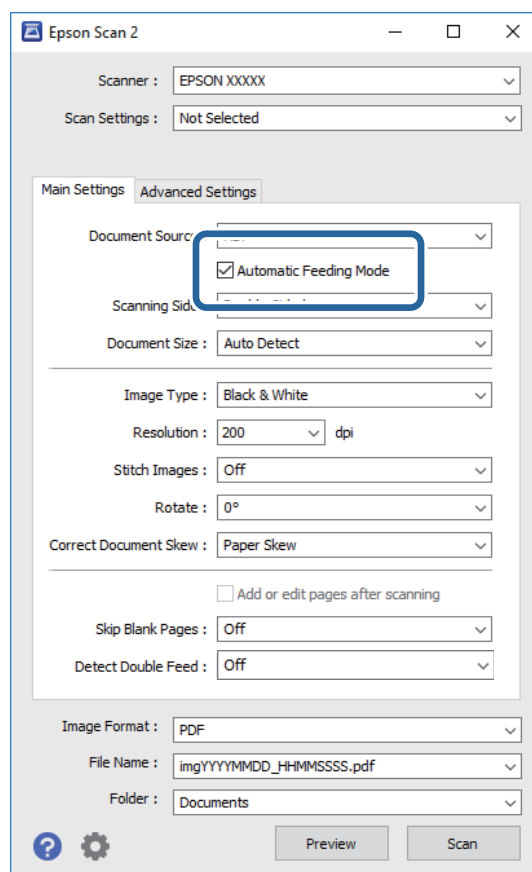 Epson Scan 2
Scanner : EPSON XXXXX
Scan Settings : Not Selected
Main Settings Advanced Settings
Document Sourc
Automatic Feeding Mode
Scanning Side
Document Size : Auto Detect
Image Type : Black & White
Resolution : 200 dpi
Stitch Images : Off
Rotate : 0°
Correct Document Skew : Paper Skew
Add or edit pages after scanning
Skip Blank Pages : Off
Detect Double Feed : Off
Image Format : PDF
File Name : imgYYYYMMDD_HHMMSSSS.pdf
Folder : Documents
? Preview Scan